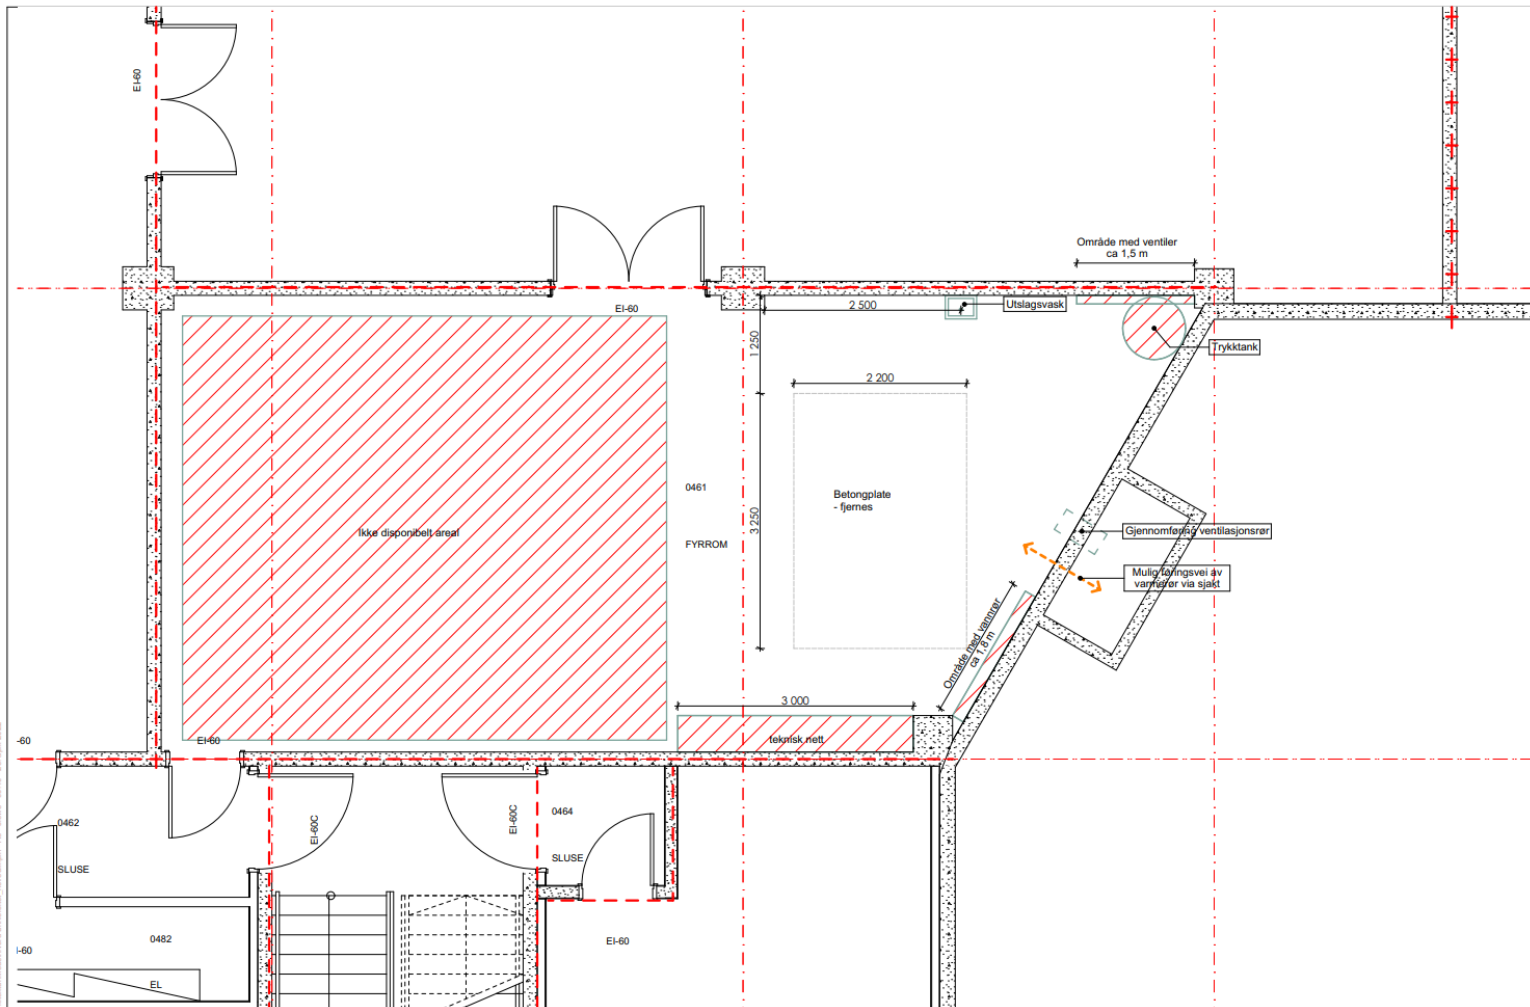 EI-60
Område med ventiler
ca 1,5 m
EI-60
2 500
Utslagsvask
1 250
Trykktank
2 200
0461
Betongplate
- fjernes
3 250
Ikke disponibelt areal
FYRROM
Gjennomføring ventilasjonsrør
Mulig føringsvei av
varmerør via sjakt
Område med vannrør
ca 1,8 m
3 000
teknisk nett
-60
EI-60
0462
SLUSE
EI-60C
EI-60C
0464
SLUSE
0482
EI-60
I-60
EL